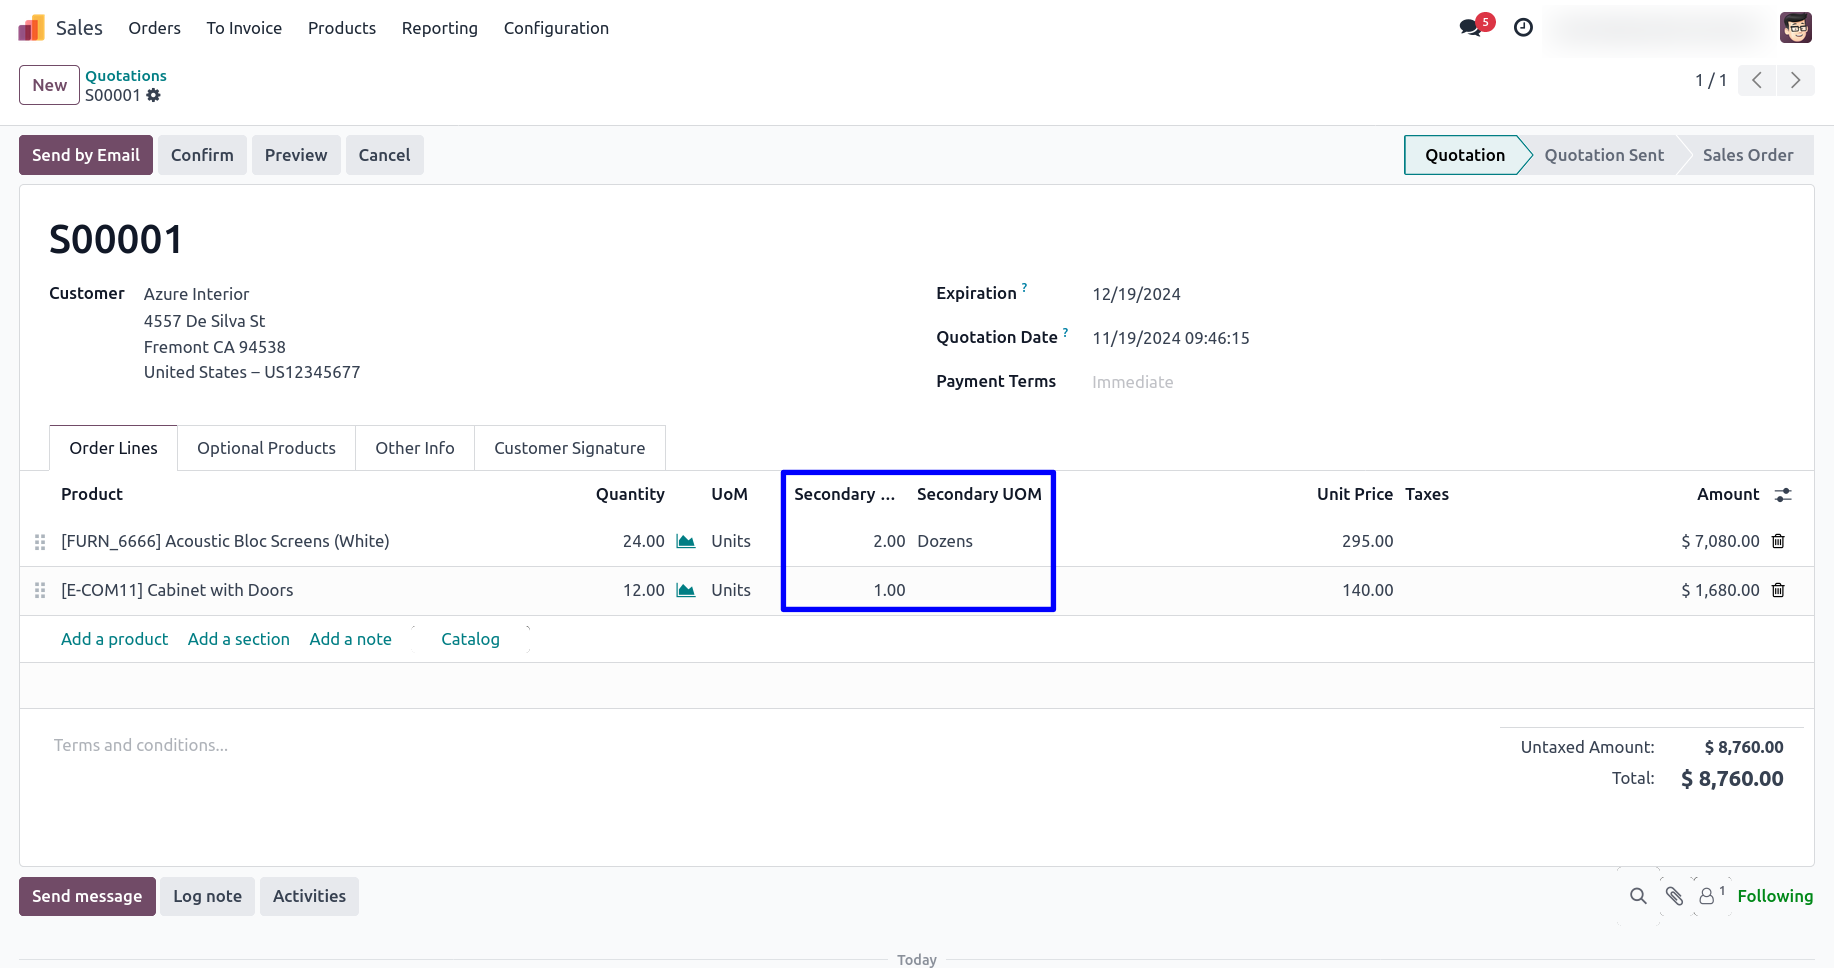 Sales Orders To Invoice Products Reporting Configuration 5
New Quotations 1 / 1
S00001
Send by Email Confirm Preview Cancel Quotation Quotation Sent Sales Order
S00001
Customer Azure Interior Expiration ? 12/19/2024
4557 De Silva St
Quotation Date ? 11/19/2024 09:46:15
Fremont CA 94538
United States – US12345677
Payment Terms Immediate
Order Lines Optional Products Other Info Customer Signature
Product Quantity UoM Secondary ... Secondary UOM Unit Price Taxes Amount
[FURN_6666] Acoustic Bloc Screens (White) 24.00 Units 2.00 Dozens 295.00 $ 7,080.00
[E-COM11] Cabinet with Doors 12.00 Units 1.00 140.00 $ 1,680.00
Add a product Add a section Add a note Catalog
Terms and conditions... Untaxed Amount: $ 8,760.00
Total: $ 8,760.00
Send message Log note Activities 1 Following
Today